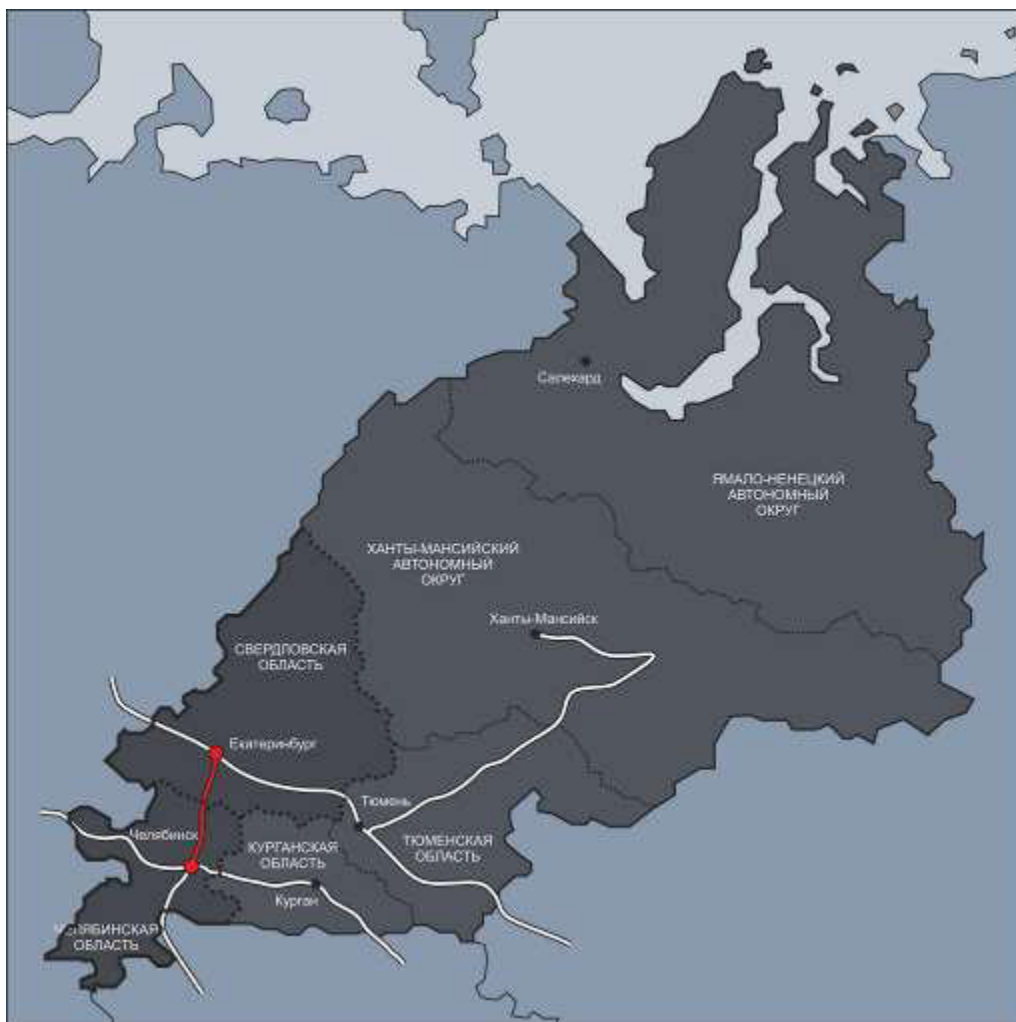 Салехард
ЯМАЛО-НЕНЕЦКИЙ
АВТОНОМНЫЙ
ОКРУГ
ХАНТЫ-МАНСИЙСКИЙ
АВТОНОМНЫЙ
ОКРУГ
Ханты-Мансийск
СВЕРДЛОВСКАЯ
ОБЛАСТЬ
Екатеринбург
Тюмень
Челябинск
ТЮМЕНСКАЯ
ОБЛАСТЬ
КУРГАНСКАЯ
ОБЛАСТЬ
Курган
ЧЕЛЯБИНСКАЯ
ОБЛАСТЬ